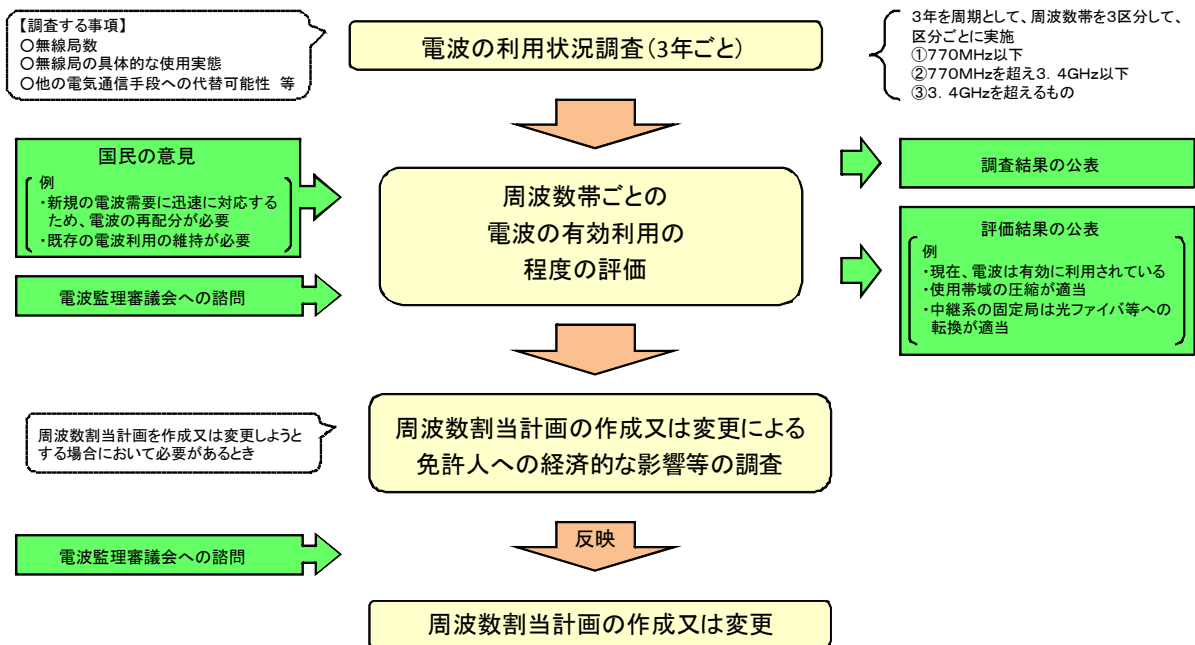 【調査する事項】
○無線局数
○無線局の具体的な使用実態
○他の電気通信手段への代替可能性 等
電波の利用状況調査(3年ごと)
3年を周期として、周波数帯を3区分して、
区分ごとに実施
①770MHz以下
②770MHzを超え3.4GHz以下
③3.4GHzを超えるもの
国民の意見
例
・新規の電波需要に迅速に対応する
ため、電波の再配分が必要
・既存の電波利用の維持が必要
電波監理審議会への諮問
周波数帯ごとの
電波の有効利用の
程度の評価
調査結果の公表
評価結果の公表
例
・現在、電波は有効に利用されている
・使用帯域の圧縮が適当
・中継系の固定局は光ファイバ等への
転換が適当
周波数割当計画を作成又は変更しようと
する場合において必要があるとき
周波数割当計画の作成又は変更による
免許人への経済的な影響等の調査
電波監理審議会への諮問
反映
周波数割当計画の作成又は変更